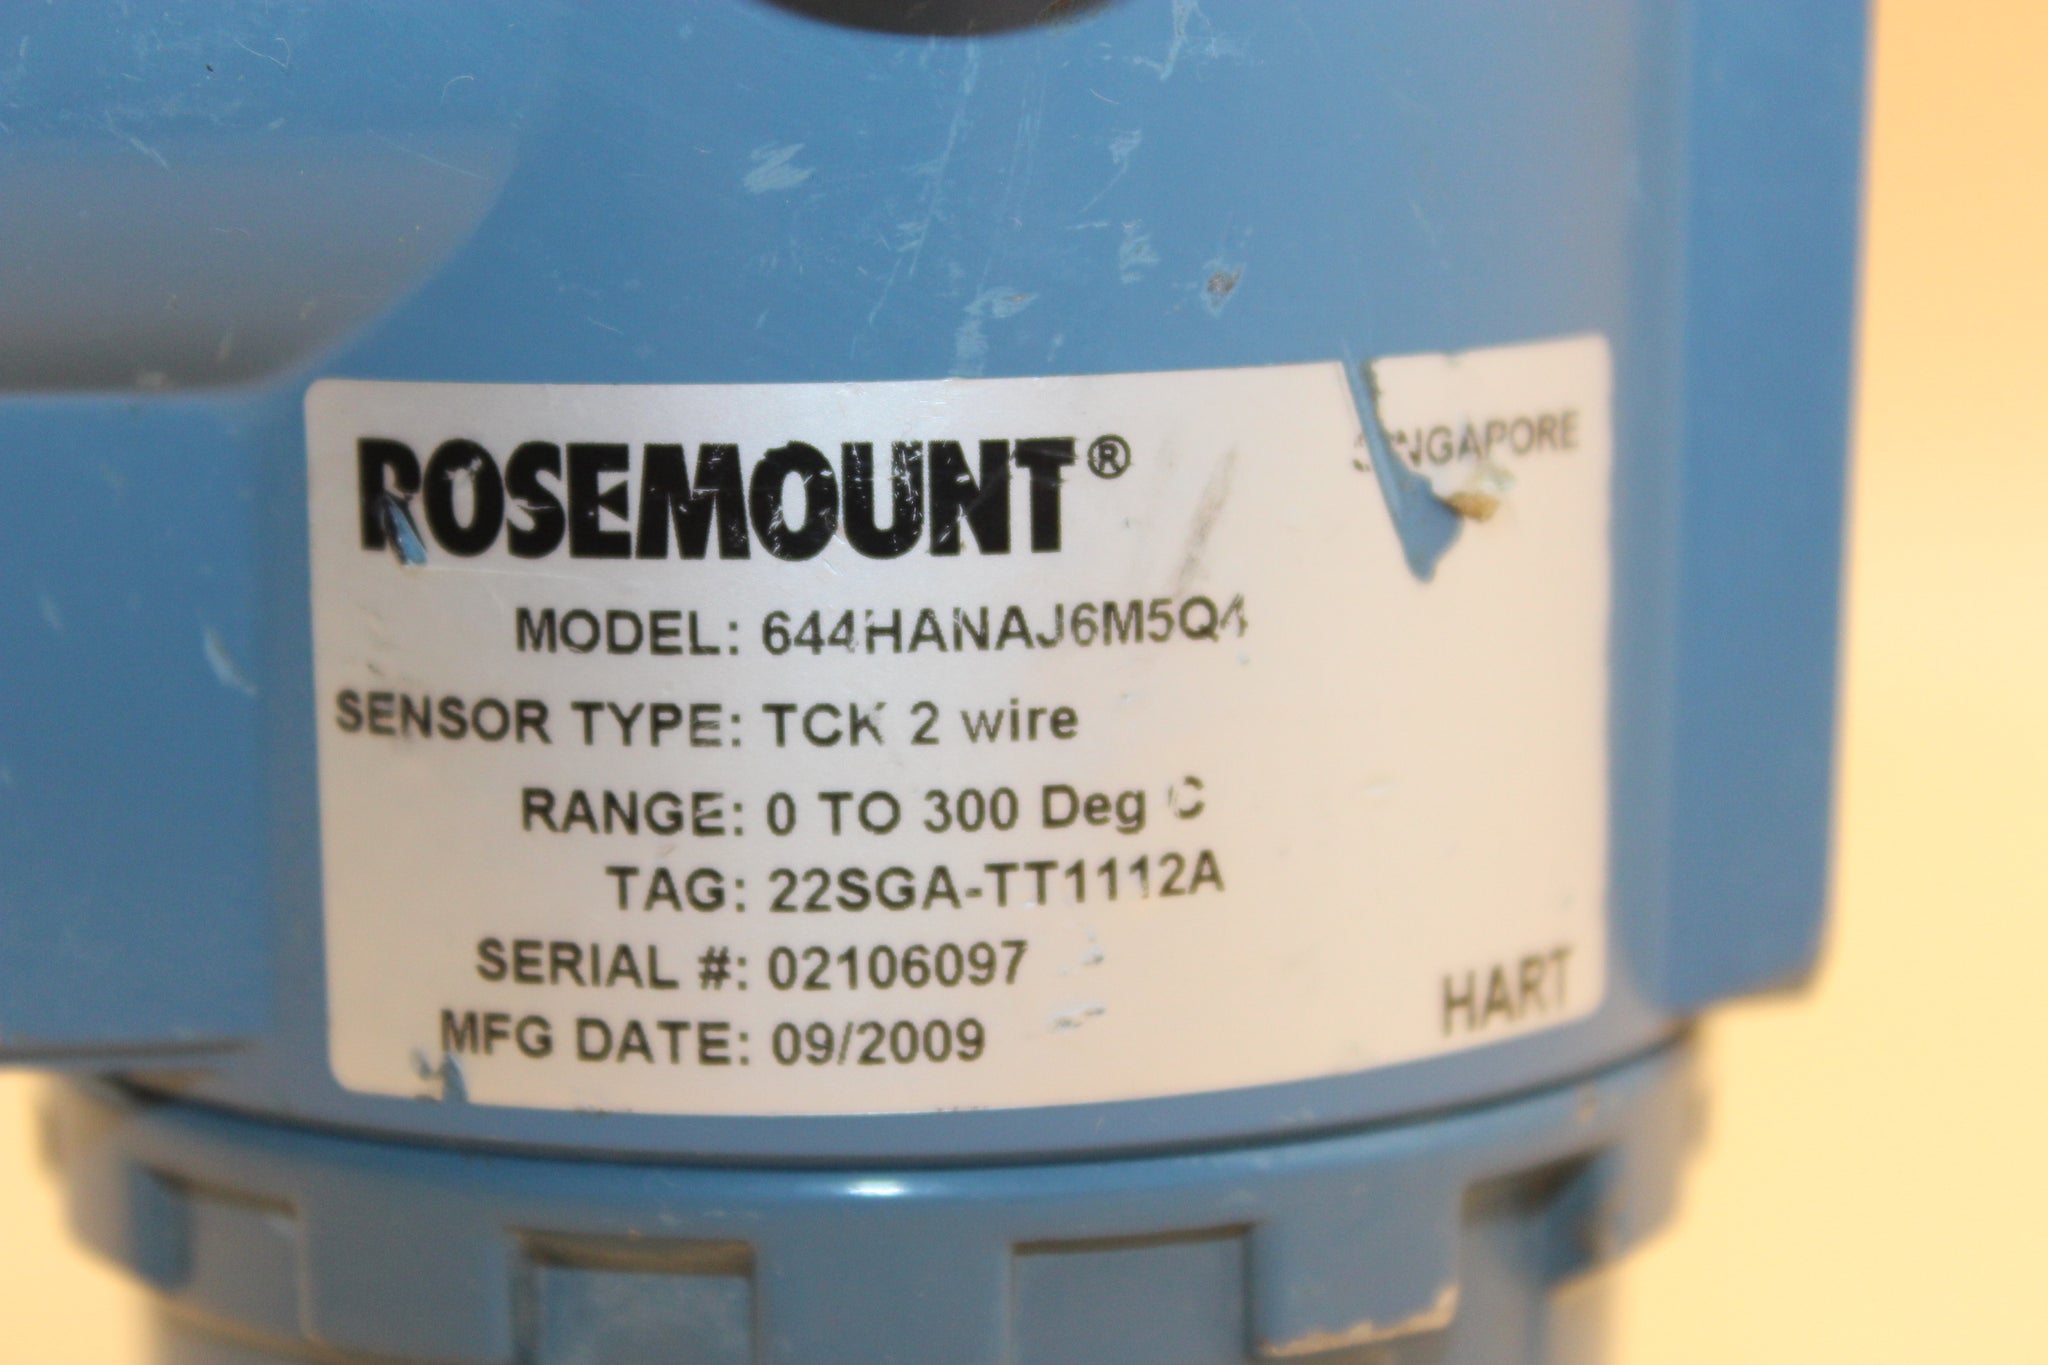 ROSEMOUNT®
SINGAPORE
MODEL: 644HANAJ6M5Q4
SENSOR TYPE: TCK 2 wire
RANGE: 0 TO 300 Deg C
TAG: 22SGA-TT1112A
SERIAL #: 02106097
MFG DATE: 09/2009
HART